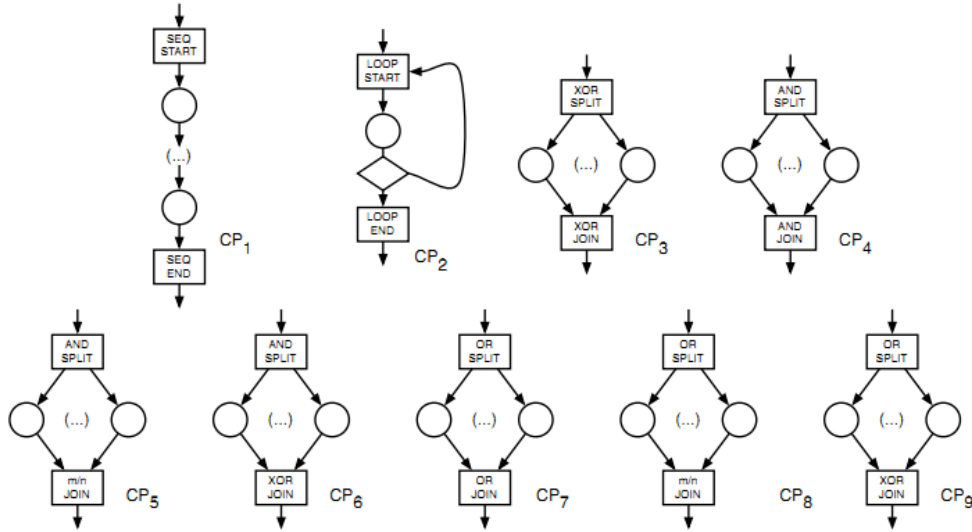 SEQ
START
(...)
SEQ
END
CP1
LOOP
START
LOOP
END
CP2
XOR
SPLIT
(...)
XOR
JOIN
CP3
AND
SPLIT
(...)
AND
JOIN
CP4
AND
SPLIT
(...)
m/n
JOIN
CP5
AND
SPLIT
(...)
XOR
JOIN
CP6
OR
SPLIT
(...)
OR
JOIN
CP7
OR
SPLIT
(...)
m/n
JOIN
CP8
OR
SPLIT
(...)
XOR
JOIN
CP9